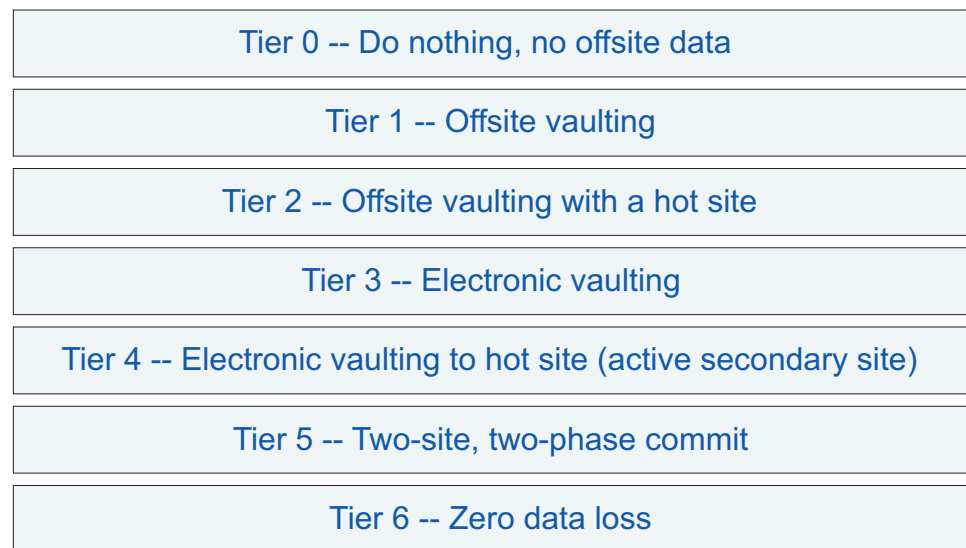 Tier 0 -- Do nothing, no offsite data
Tier 1 -- Offsite vaulting
Tier 2 -- Offsite vaulting with a hot site
Tier 3 -- Electronic vaulting
Tier 4 -- Electronic vaulting to hot site (active secondary site)
Tier 5 -- Two-site, two-phase commit
Tier 6 -- Zero data loss